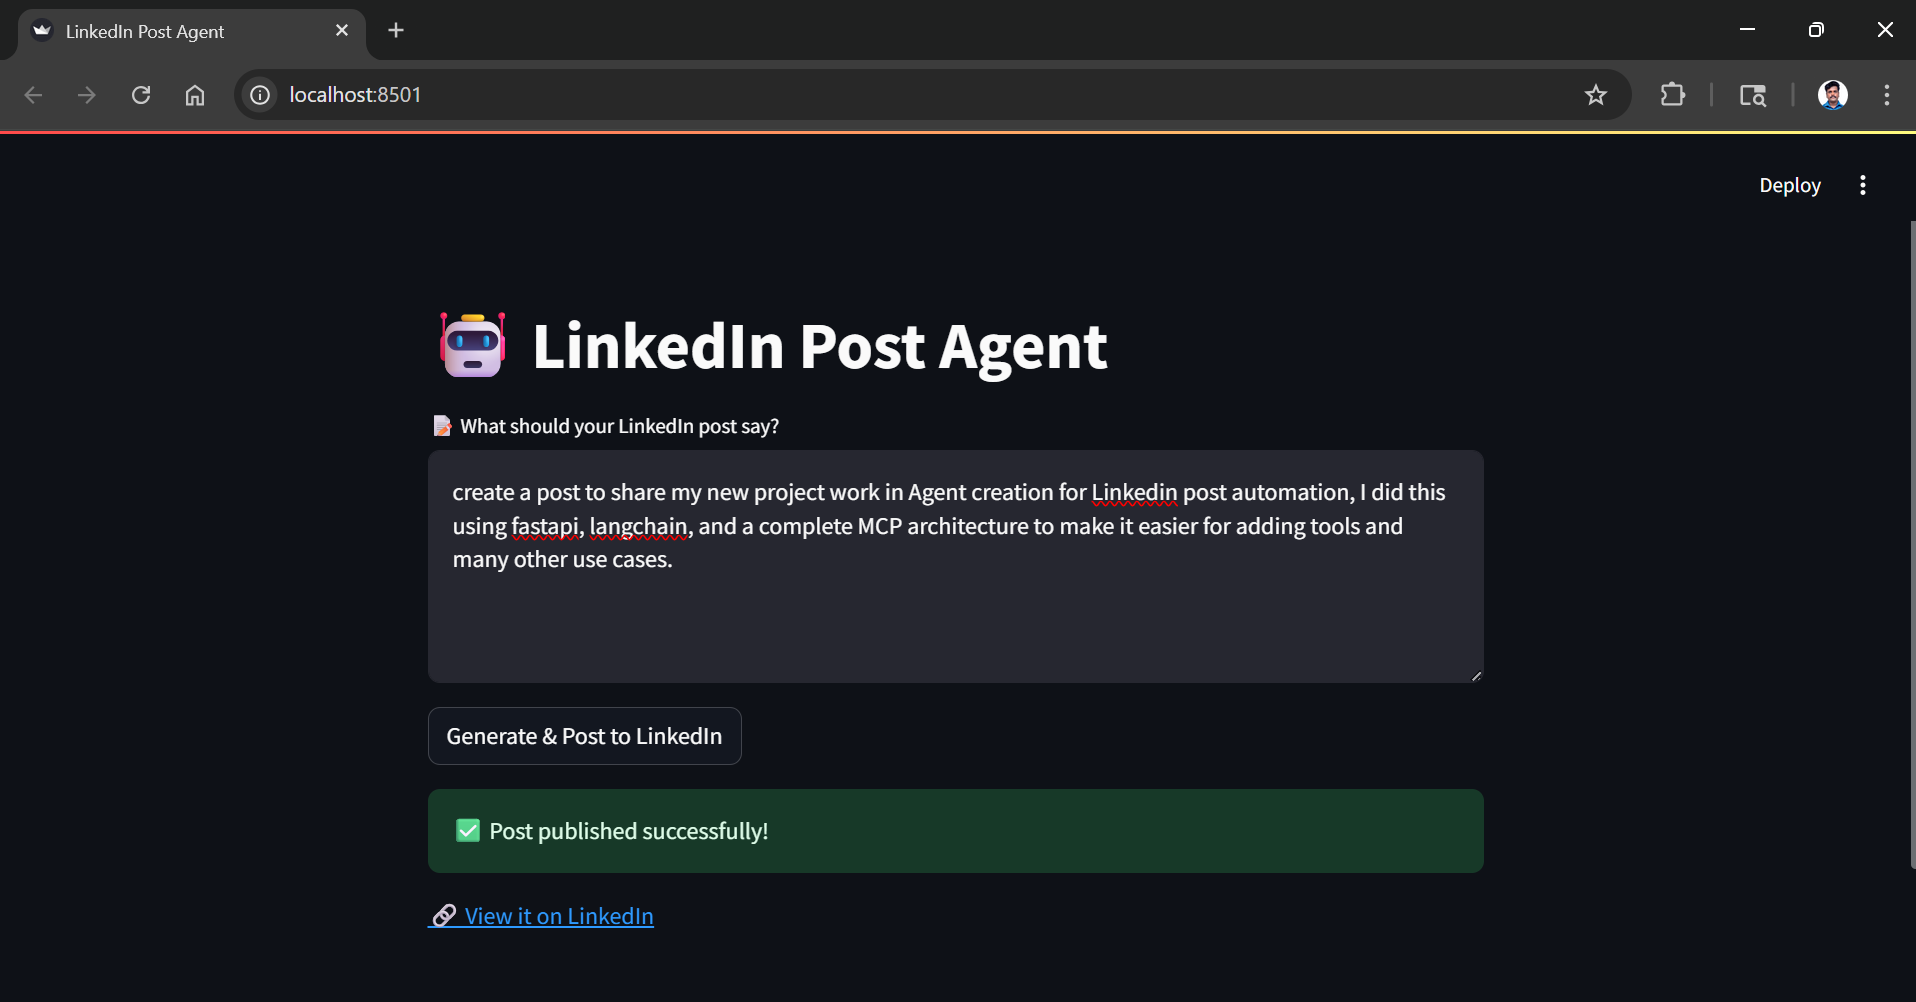 LinkedIn Post Agent
localhost:8501
Deploy
LinkedIn Post Agent
What should your LinkedIn post say?
create a post to share my new project work in Agent creation for Linkedin post automation, I did this
using fastapi, langchain, and a complete MCP architecture to make it easier for adding tools and
many other use cases.
Generate & Post to LinkedIn
Post published successfully!
View it on LinkedIn